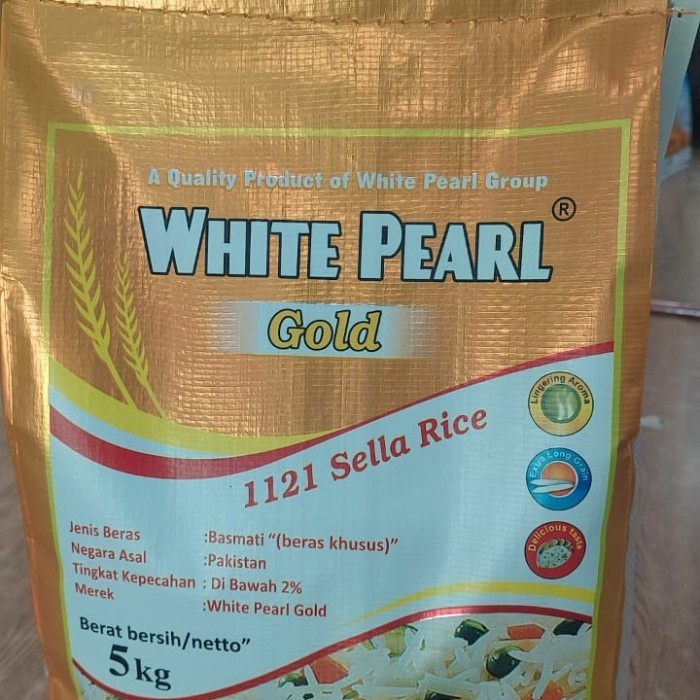 A Quality Product of White Pearl Group
WHITE PEARL ®
Gold
Lingering Aroma
1121 Sella Rice
Extra Long Grain
Delicious taste
Jenis Beras :Basmati “(beras khusus)”
Negara Asal :Pakistan
Tingkat Kepecahan : Di Bawah 2%
Merek :White Pearl Gold
Berat bersih/netto”
5kg